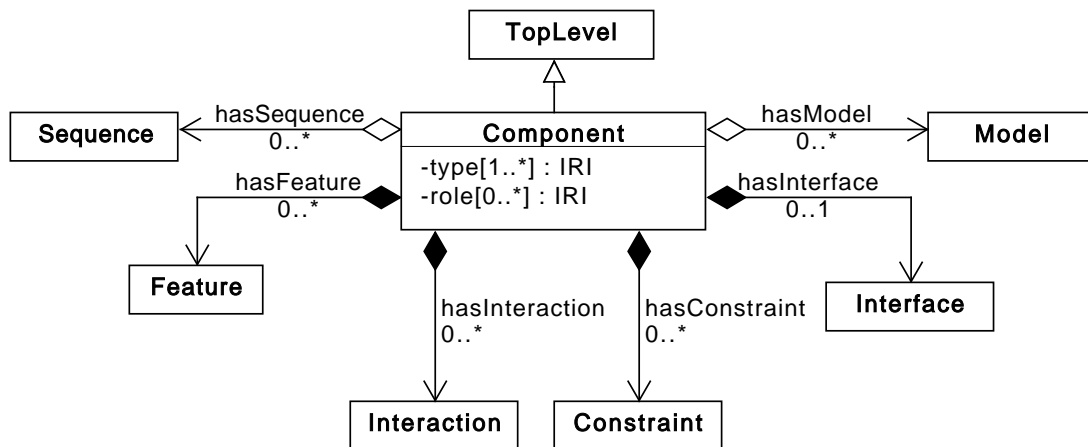 TopLevel
hasSequence
0..*
Sequence
Component
-type[1..*] : IRI
-role[0..*] : IRI
hasModel
0..*
Model
hasFeature
0..*
Feature
hasInterface
0..1
Interface
hasInteraction
0..*
Interaction
hasConstraint
0..*
Constraint